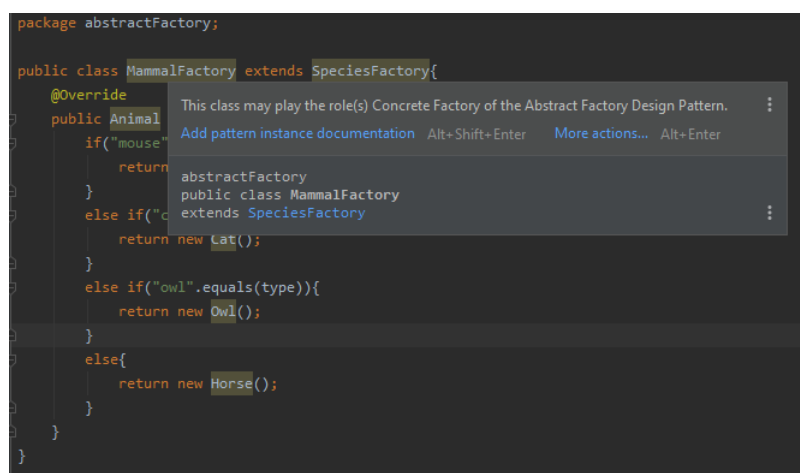 package abstractFactory;
public class MammalFactory extends SpeciesFactory{
@Override
public Animal
if("mouse"
return
}
else if("c
return new Cat();
}
else if("owl".equals(type)){
return new Owl();
}
else{
return new Horse();
}
}
}
This class may play the role(s) Concrete Factory of the Abstract Factory Design Pattern.
Add pattern instance documentation Alt+Shift+Enter More actions... Alt+Enter
abstractFactory
public class MammalFactory
extends SpeciesFactory